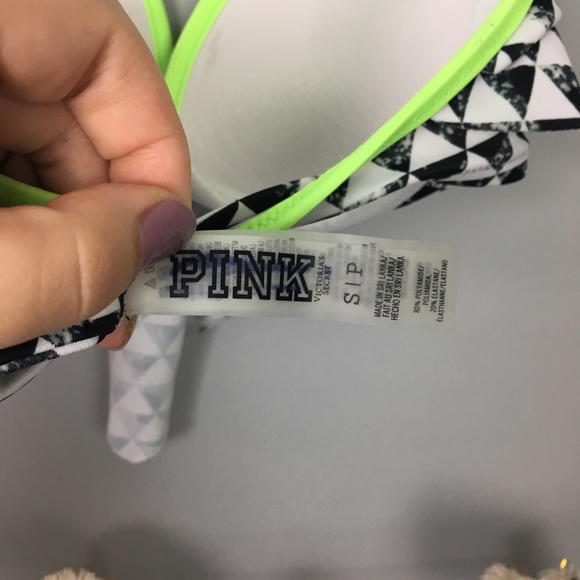 PINK
VICTORIA'S
SECRET
S|P
MADE IN SRI LANKA/
FAIT AU SRI LANKA/
HECHO EN SRI LANKA
80% POLYAMIDE/
POLIAMIDA,
20% ELASTANE/
ELASTHANNE/ELASTANO